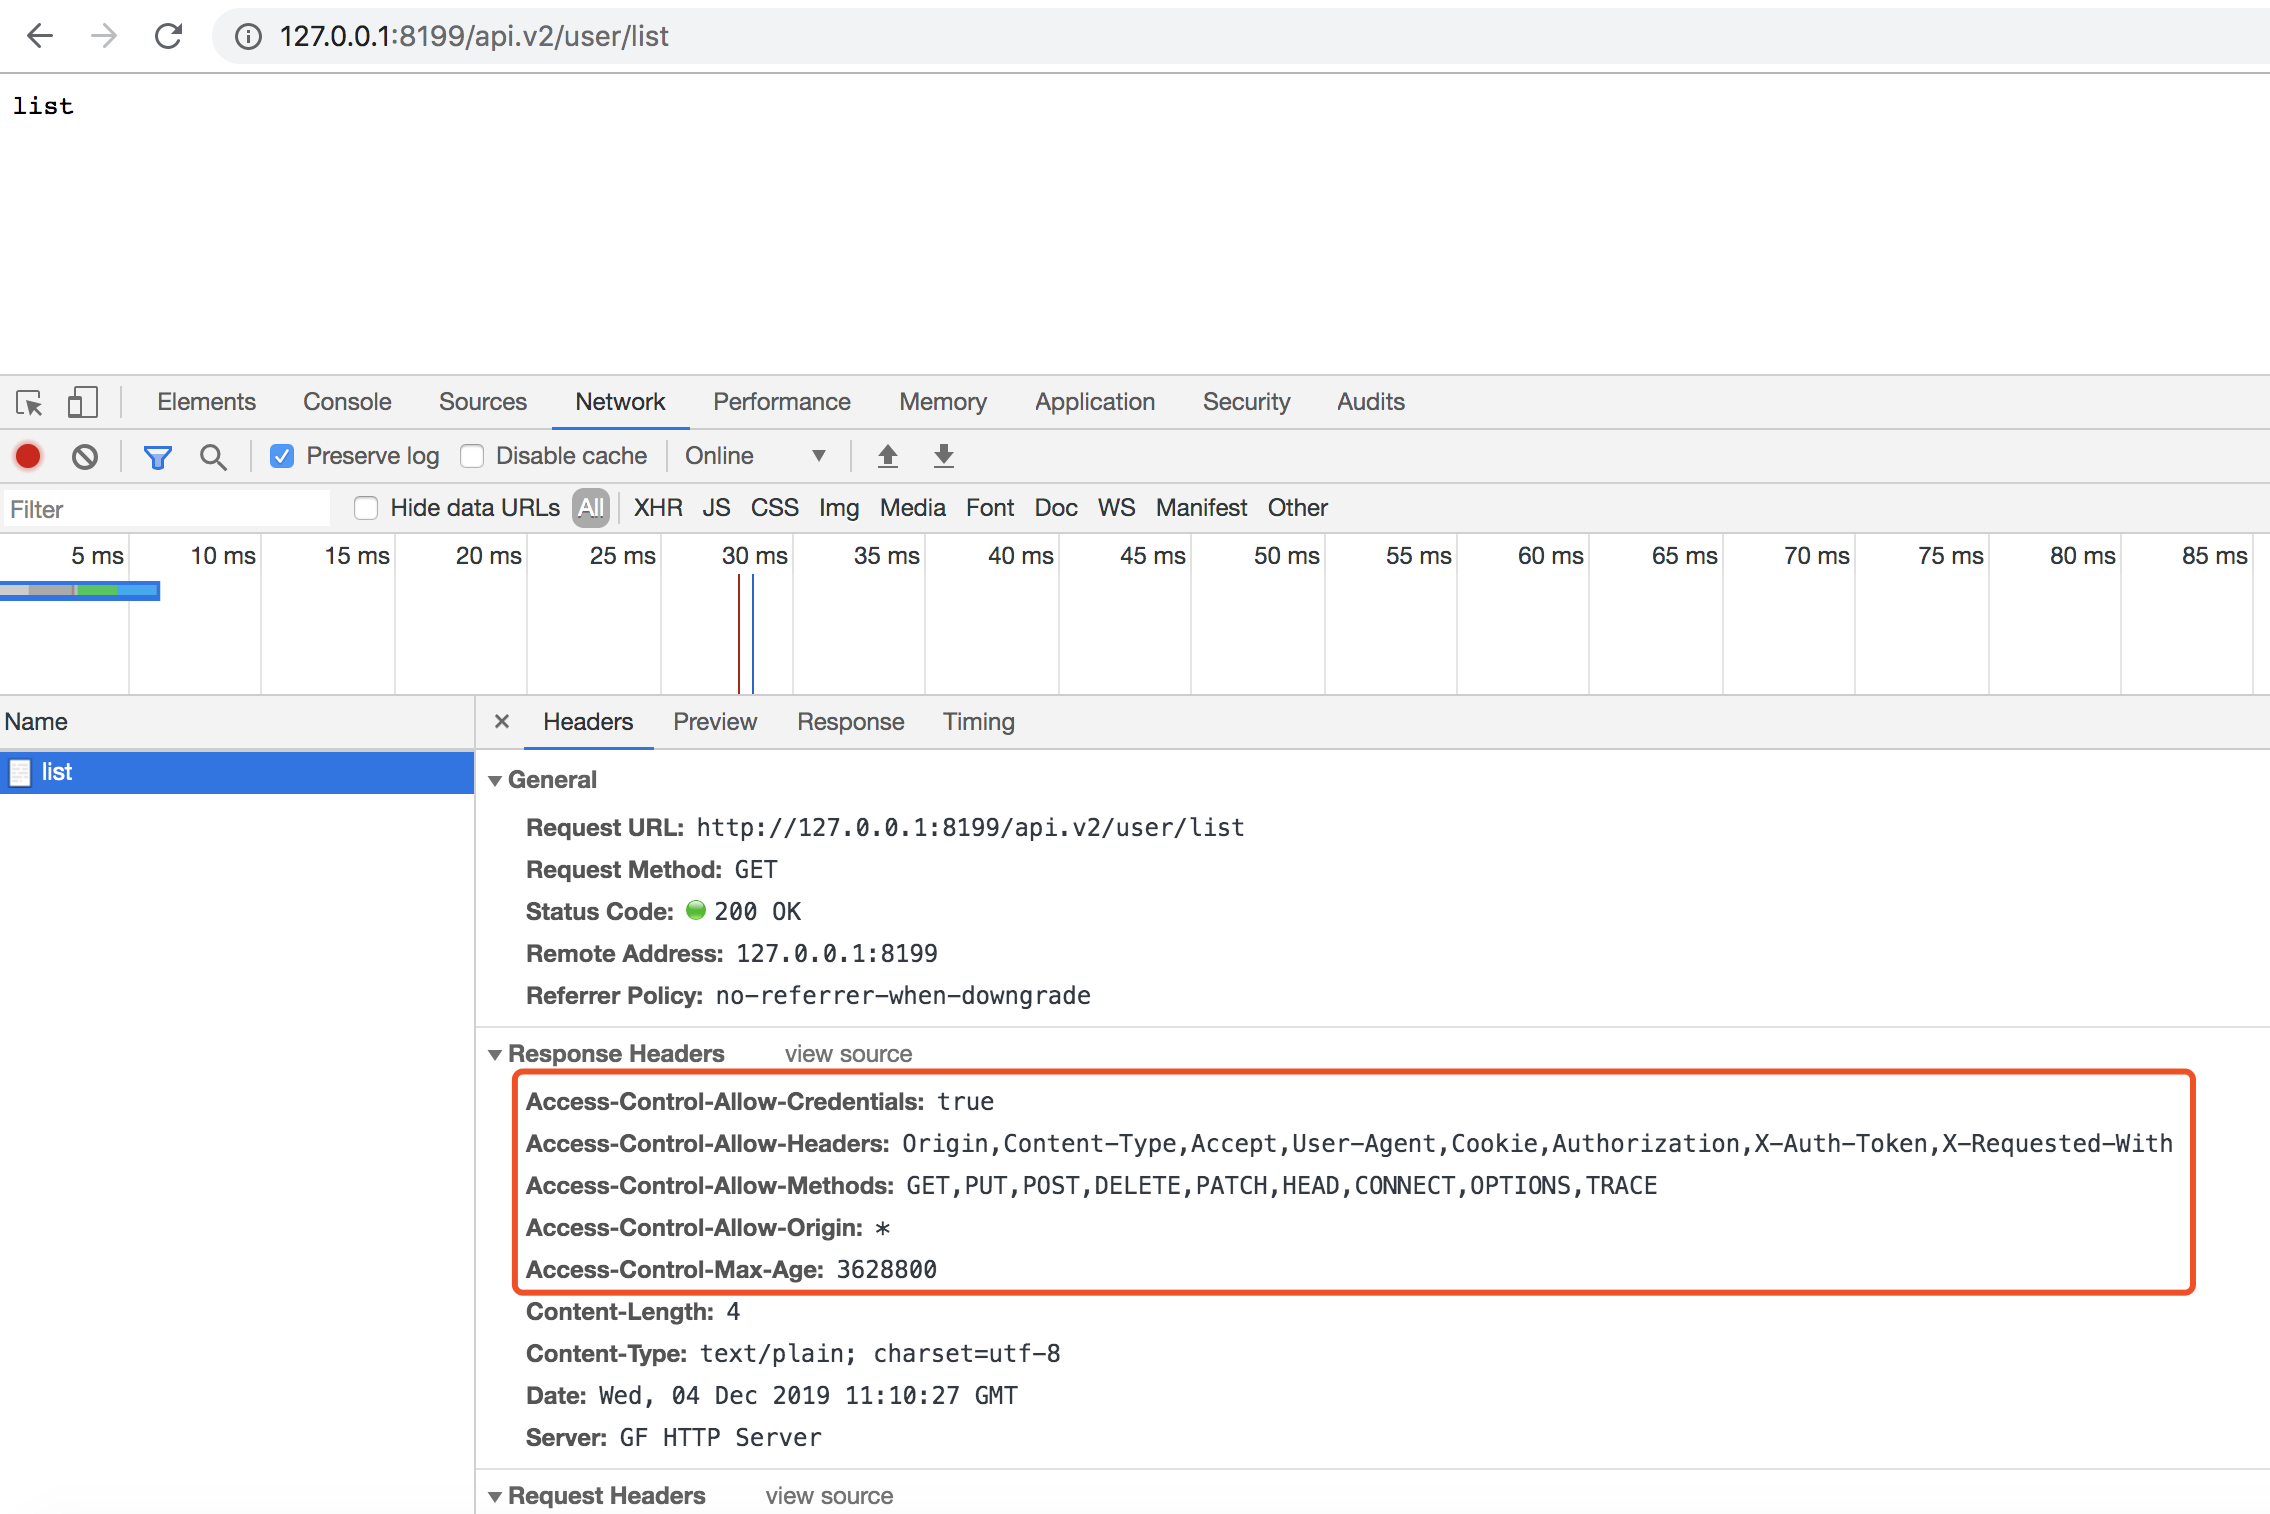 127.0.0.1:8199/api.v2/user/list
list
Elements Console Sources Network Performance Memory Application Security Audits
Preserve log Disable cache Online
Filter Hide data URLs All XHR JS CSS Img Media Font Doc WS Manifest Other
5 ms 10 ms 15 ms 20 ms 25 ms 30 ms 35 ms 40 ms 45 ms 50 ms 55 ms 60 ms 65 ms 70 ms 75 ms 80 ms 85 ms
Name
list
× Headers Preview Response Timing
General
Request URL: http://127.0.0.1:8199/api.v2/user/list
Request Method: GET
Status Code: 200 OK
Remote Address: 127.0.0.1:8199
Referrer Policy: no-referrer-when-downgrade
Response Headers view source
Access-Control-Allow-Credentials: true
Access-Control-Allow-Headers: Origin,Content-Type,Accept,User-Agent,Cookie,Authorization,X-Auth-Token,X-Requested-With
Access-Control-Allow-Methods: GET,PUT,POST,DELETE,PATCH,HEAD,CONNECT,OPTIONS,TRACE
Access-Control-Allow-Origin: *
Access-Control-Max-Age: 3628800
Content-Length: 4
Content-Type: text/plain; charset=utf-8
Date: Wed, 04 Dec 2019 11:10:27 GMT
Server: GF HTTP Server
Request Headers view source